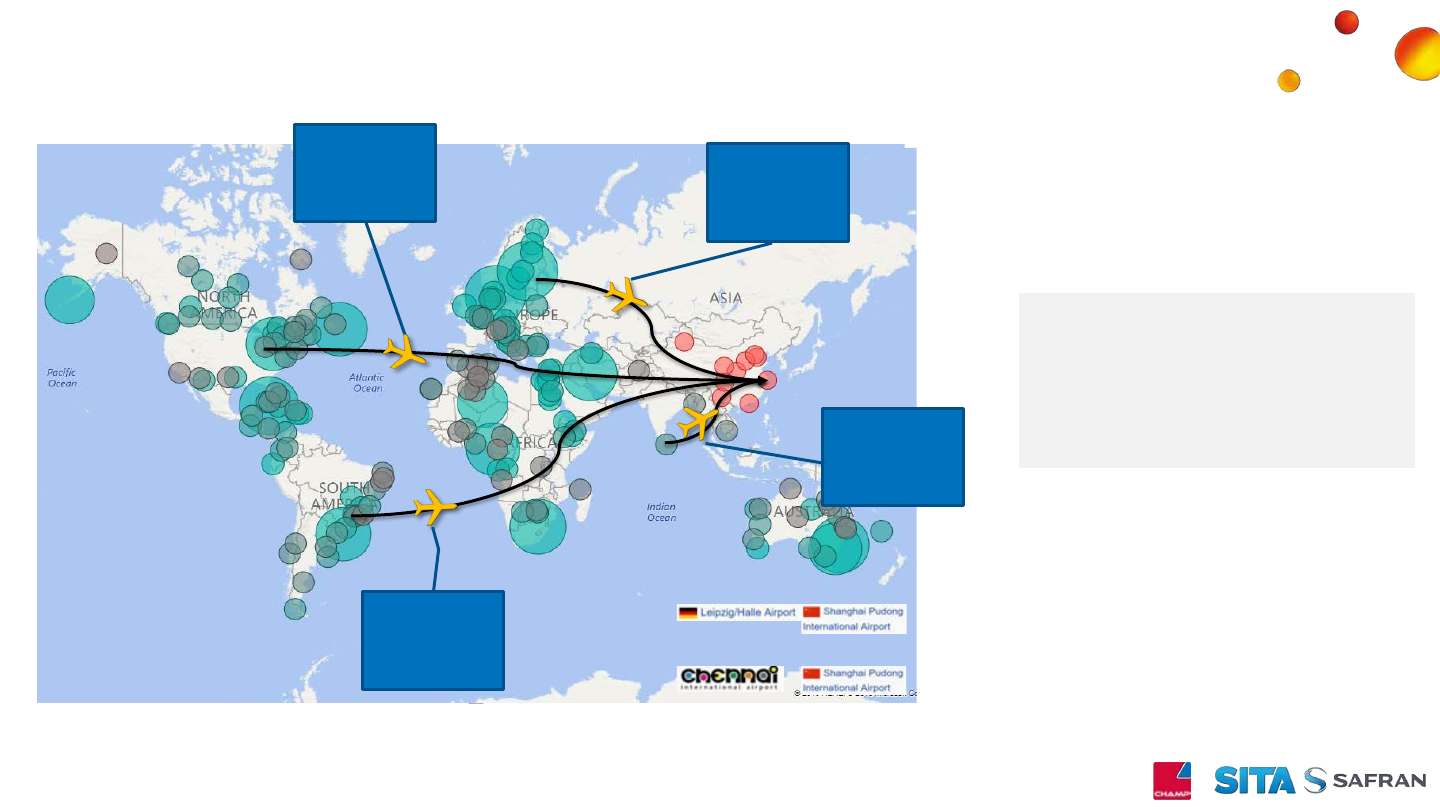 NORTH
AMERICA
EUROPE
ASIA
Pacific
Ocean
Atlantic
Ocean
AFRICA
SOUTH
AMERICA
Indian
Ocean
AUSTRALIA
Leipzig/Halle Airport
Shanghai Pudong
International Airport
chennai
international airport
Shanghai Pudong
International Airport
CHAMP
SITA
SAFRAN